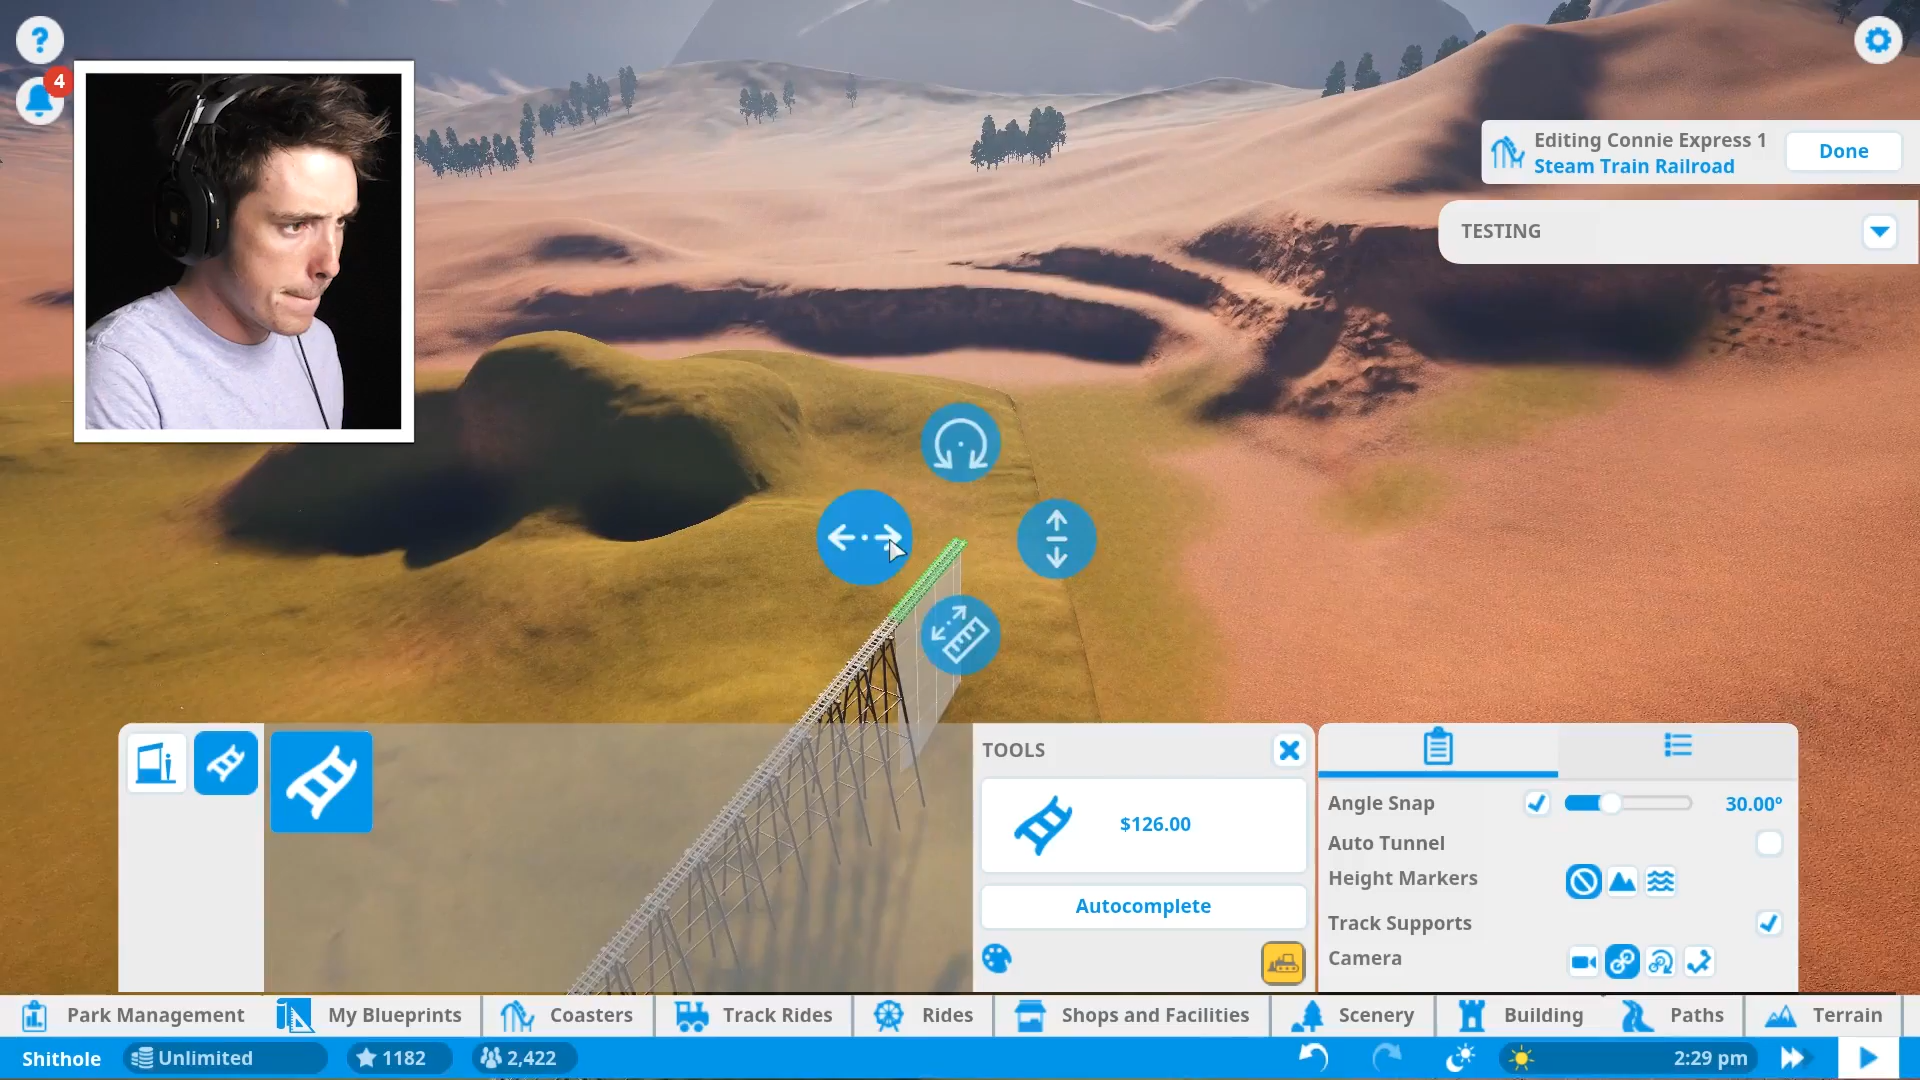 ?
4
Editing Connie Express 1
Steam Train Railroad
Done
TESTING
TOOLS
$126.00
Autocomplete
Angle Snap
30.00°
Auto Tunnel
Height Markers
Track Supports
Camera
Park Management
My Blueprints
Coasters
Track Rides
Rides
Shops and Facilities
Scenery
Building
Paths
Terrain
Shithole
Unlimited
1182
2,422
2:29 pm